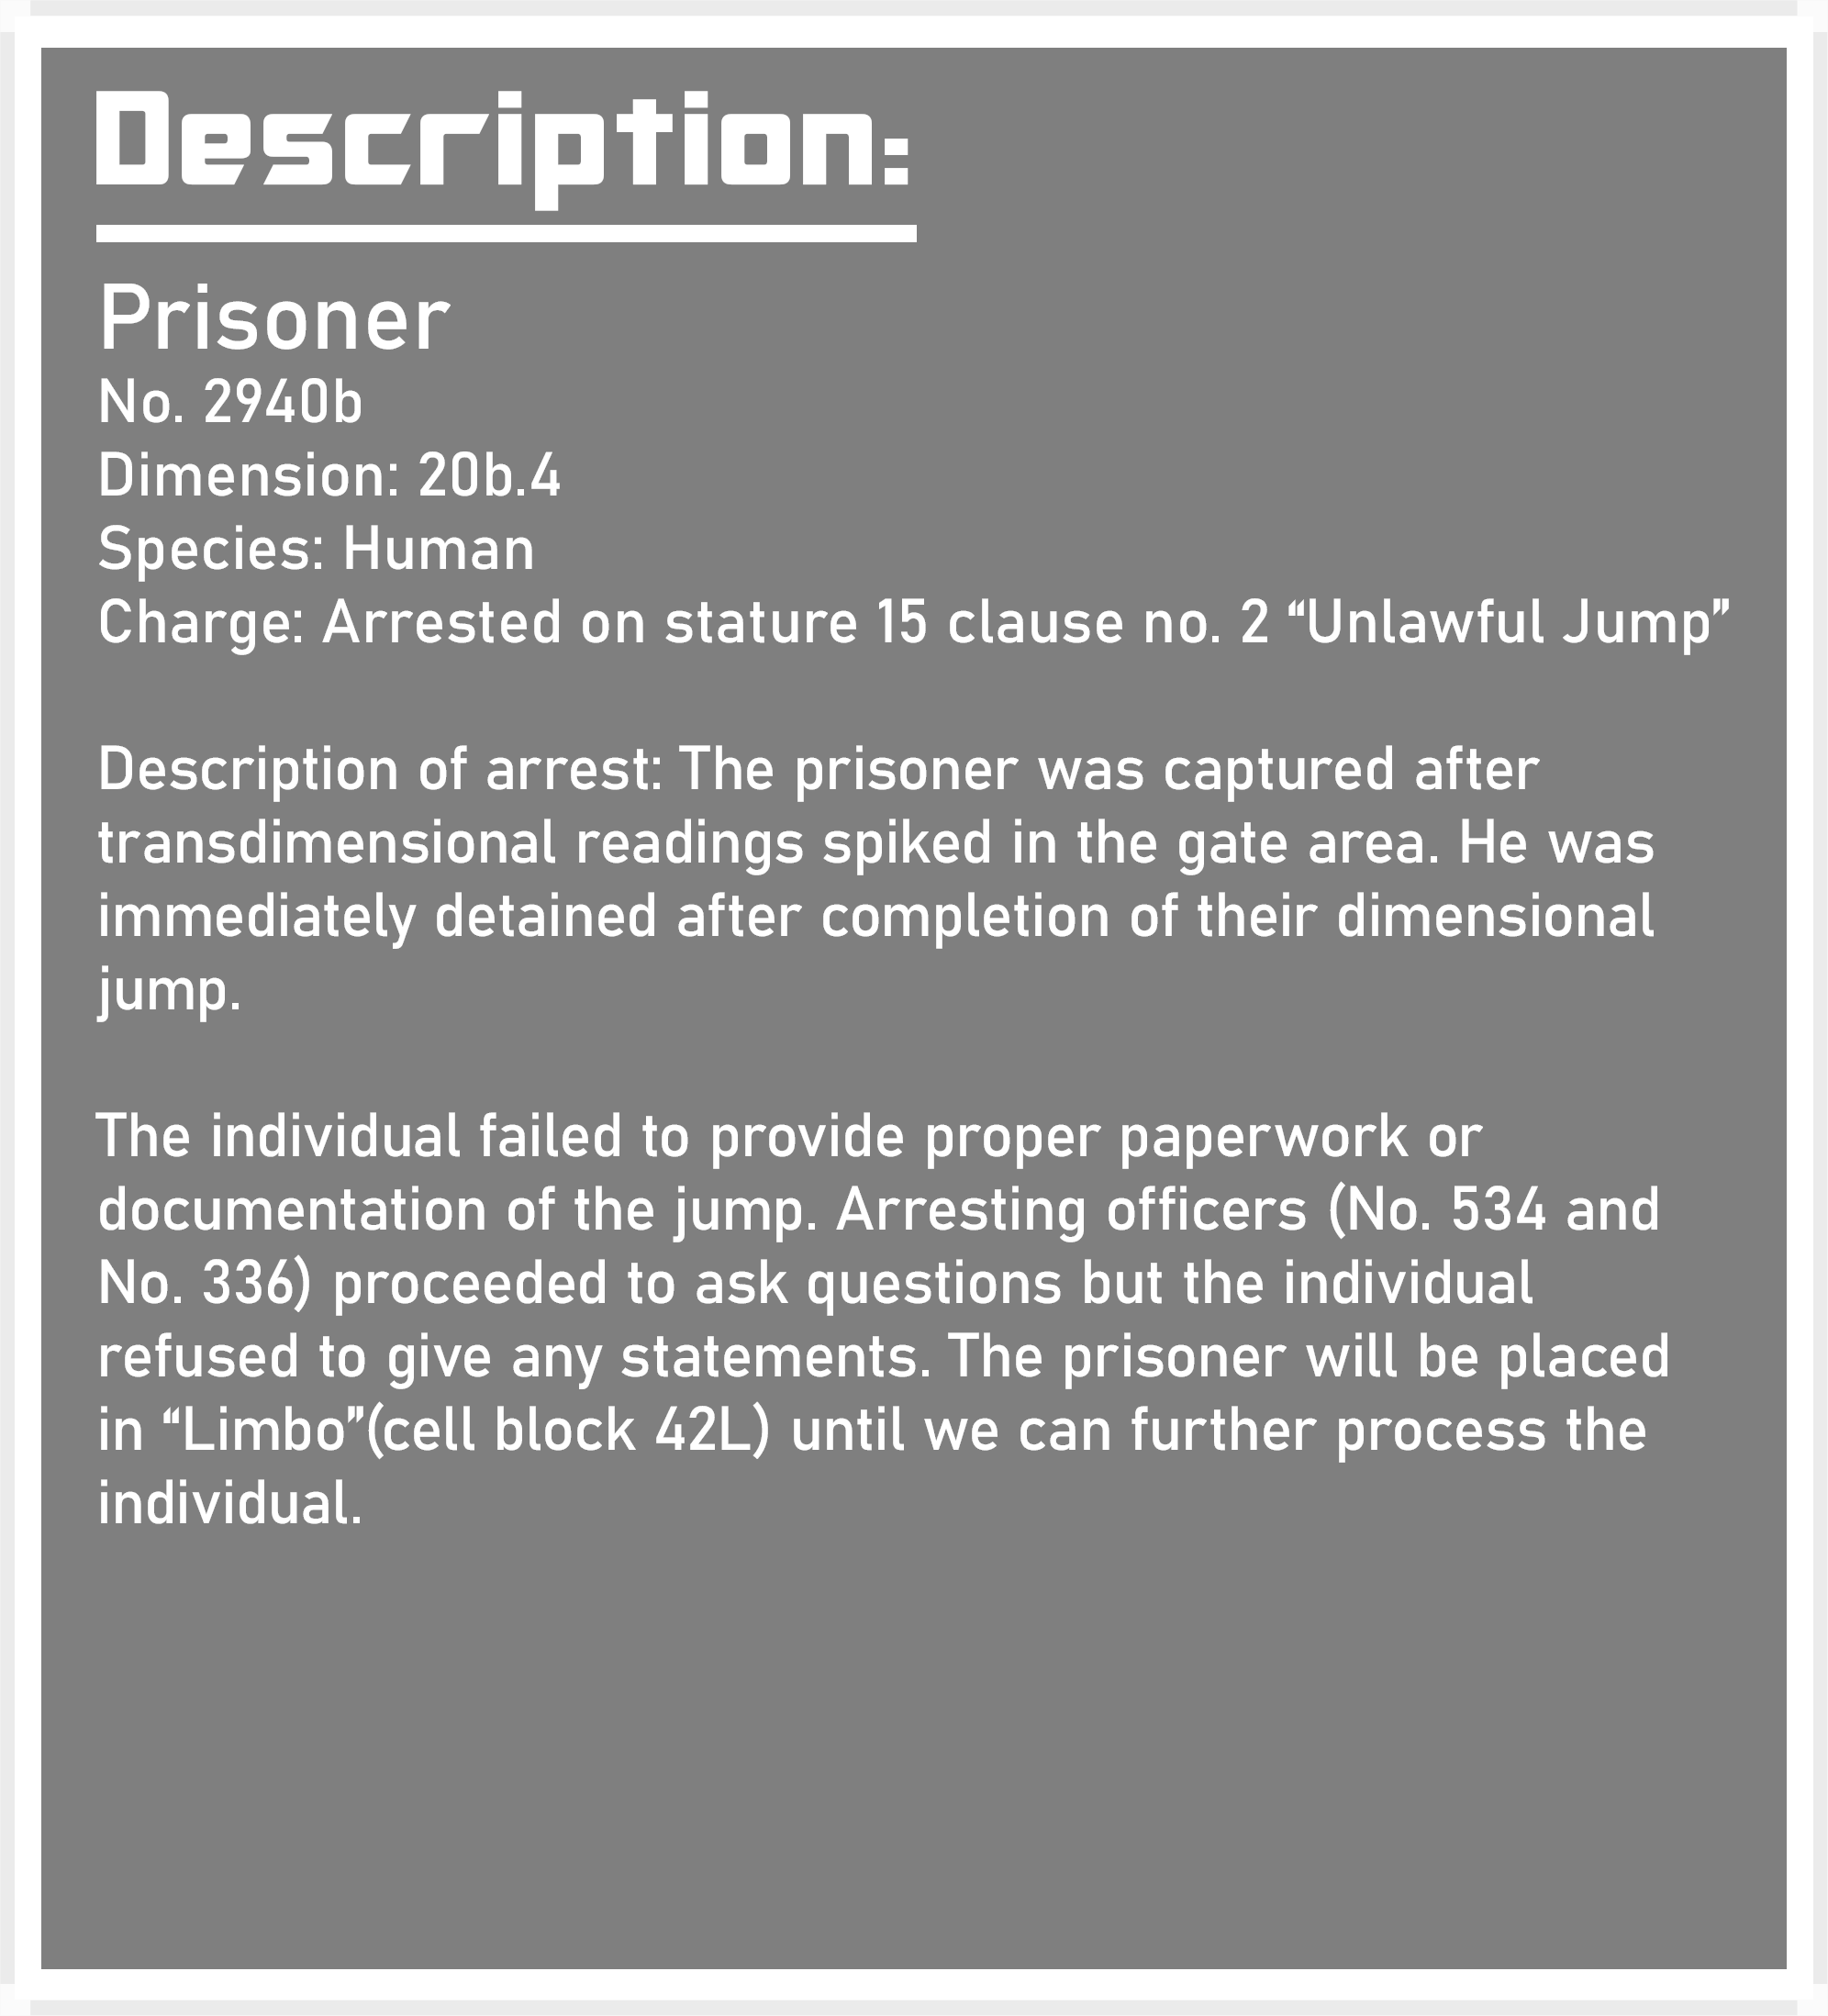 Description:
Prisoner
No. 2940b
Dimension: 20b.4
Species: Human
Charge: Arrested on stature 15 clause no. 2 “Unlawful Jump”
Description of arrest: The prisoner was captured after
transdimensional readings spiked in the gate area. He was
immediately detained after completion of their dimensional
jump.
The individual failed to provide proper paperwork or
documentation of the jump. Arresting officers (No. 534 and
No. 336) proceeded to ask questions but the individual
refused to give any statements. The prisoner will be placed
in “Limbo”(cell block 42L) until we can further process the
individual.